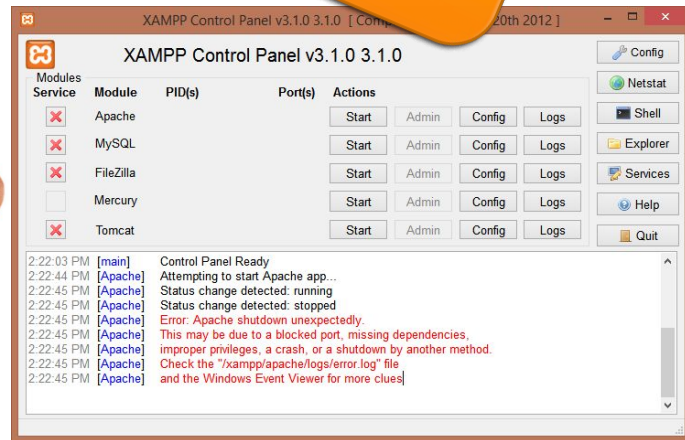 XAMPP Control Panel v3.1.0 3.1.0 [ Com 20th 2012 ]
XAMPP Control Panel v3.1.0 3.1.0
Config
Modules
Service Module PID(s) Port(s) Actions
Netstat
Apache Start Admin Config Logs
Shell
MySQL Start Admin Config Logs
Explorer
FileZilla Start Admin Config Logs
Services
Mercury Start Admin Config Logs
Help
Tomcat Start Admin Config Logs
Quit
2:22:03 PM [main] Control Panel Ready
2:22:44 PM [Apache] Attempting to start Apache app...
2:22:45 PM [Apache] Status change detected: running
2:22:45 PM [Apache] Status change detected: stopped
2:22:45 PM [Apache] Error: Apache shutdown unexpectedly.
2:22:45 PM [Apache] This may be due to a blocked port, missing dependencies,
2:22:45 PM [Apache] improper privileges, a crash, or a shutdown by another method.
2:22:45 PM [Apache] Check the "/xampp/apache/logs/error.log" file
2:22:45 PM [Apache] and the Windows Event Viewer for more clues